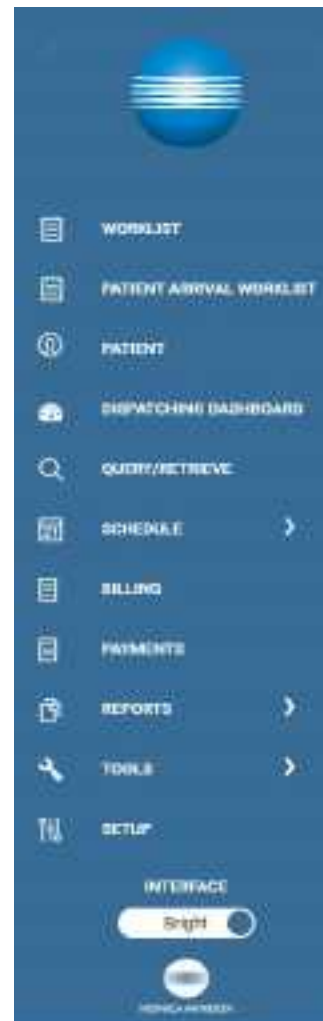 WORKLIST
PATIENT ARRIVAL WORKLIST
PATIENT
DISPATCHING DASHBOARD
QUERY/RETRIEVE
SCHEDULE
BILLING
PAYMENTS
REPORTS
TOOLS
SETUP
INTERFACE
Bright